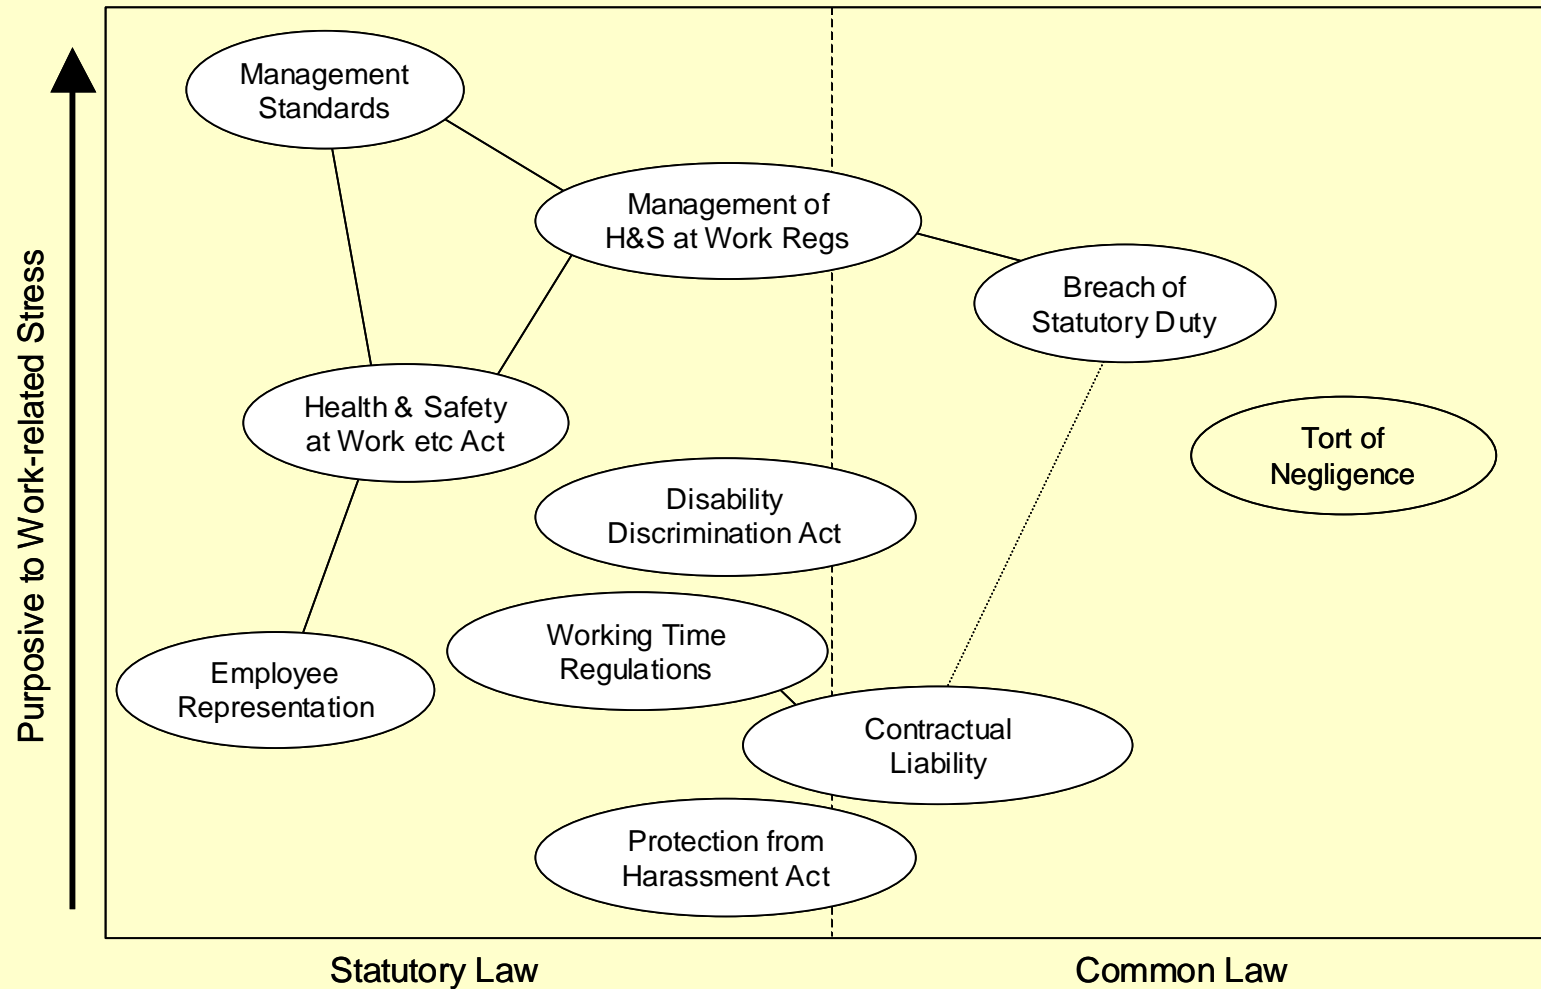 Purposive to Work-related Stress
Management
Standards
Management of
H&S at Work Regs
Breach of
Statutory Duty
Health & Safety
at Work etc Act
Tort of
Negligence
Disability
Discrimination Act
Working Time
Regulations
Employee
Representation
Contractual
Liability
Protection from
Harassment Act
Statutory Law
Common Law